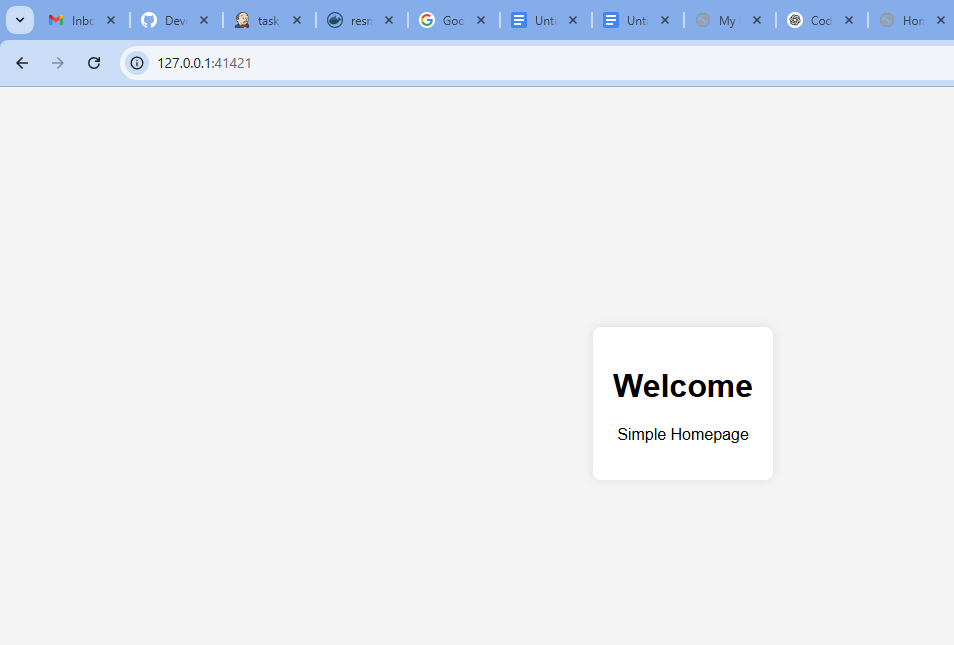 Inbo
Dev
task
resn
Goo
Unti
Unti
My
Cod
Hon
127.0.0.1:41421
Welcome
Simple Homepage